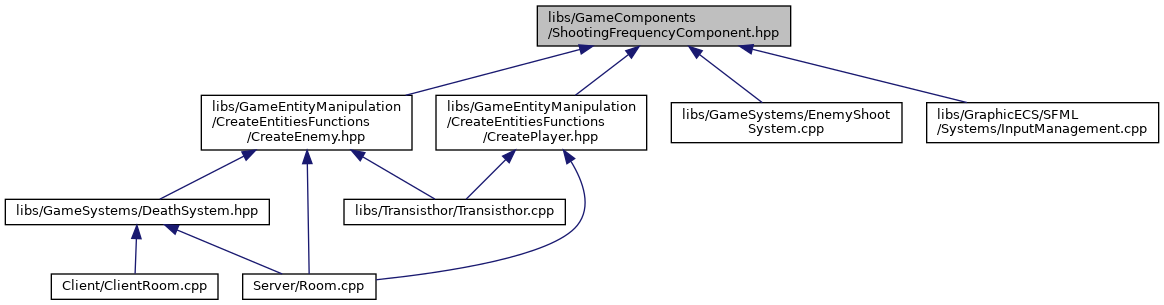 libs/GameComponents
/ShootingFrequencyComponent.hpp
libs/GameEntityManipulation
/CreateEntitiesFunctions
/CreateEnemy.hpp
libs/GameEntityManipulation
/CreateEntitiesFunctions
/CreatePlayer.hpp
libs/GameSystems/EnemyShoot
System.cpp
libs/GraphicECS/SFML
/Systems/InputManagement.cpp
libs/GameSystems/DeathSystem.hpp
libs/Transisthor/Transisthor.cpp
Client/ClientRoom.cpp
Server/Room.cpp